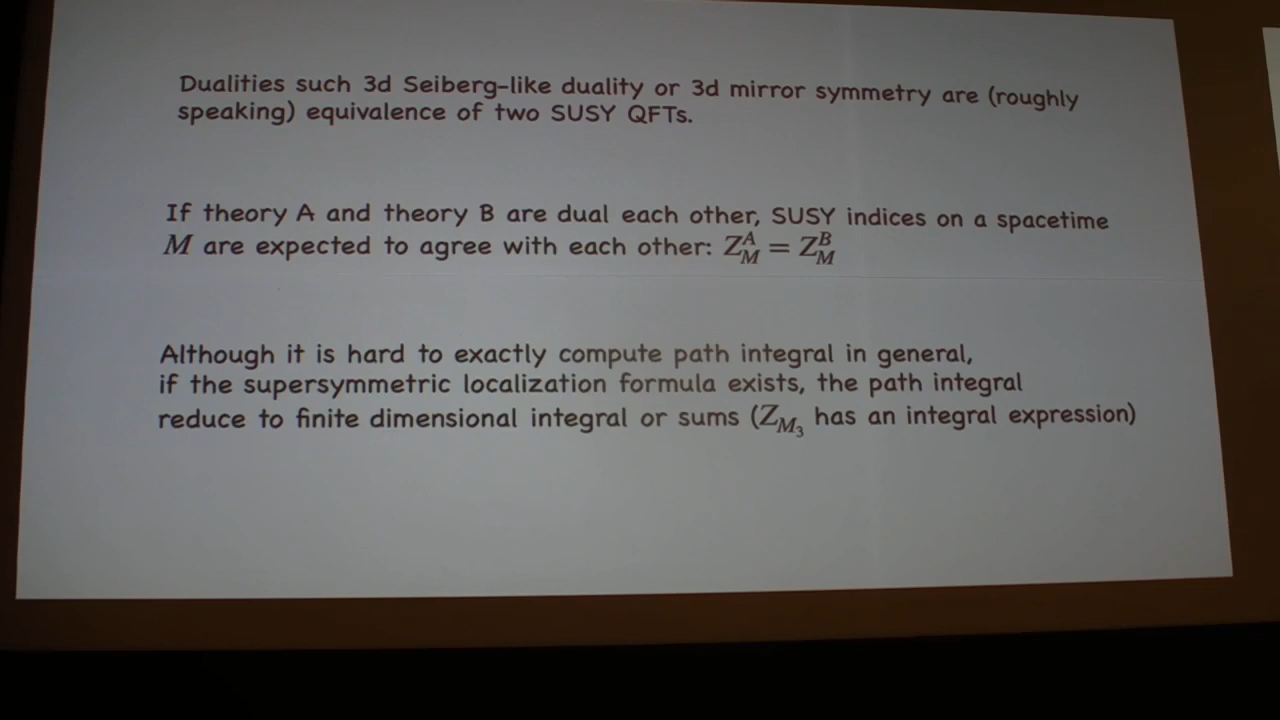 Dualities such 3d Seiberg-like duality or 3d mirror symmetry are (roughly
speaking) equivalence of two SUSY QFTs.
If theory A and theory B are dual each other, SUSY indices on a spacetime
M are expected to agree with each other: Z_M^A = Z_M^B
Although it is hard to exactly compute path integral in general,
if the supersymmetric localization formula exists, the path integral
reduce to finite dimensional integral or sums (Z_{M_3} has an integral expression)